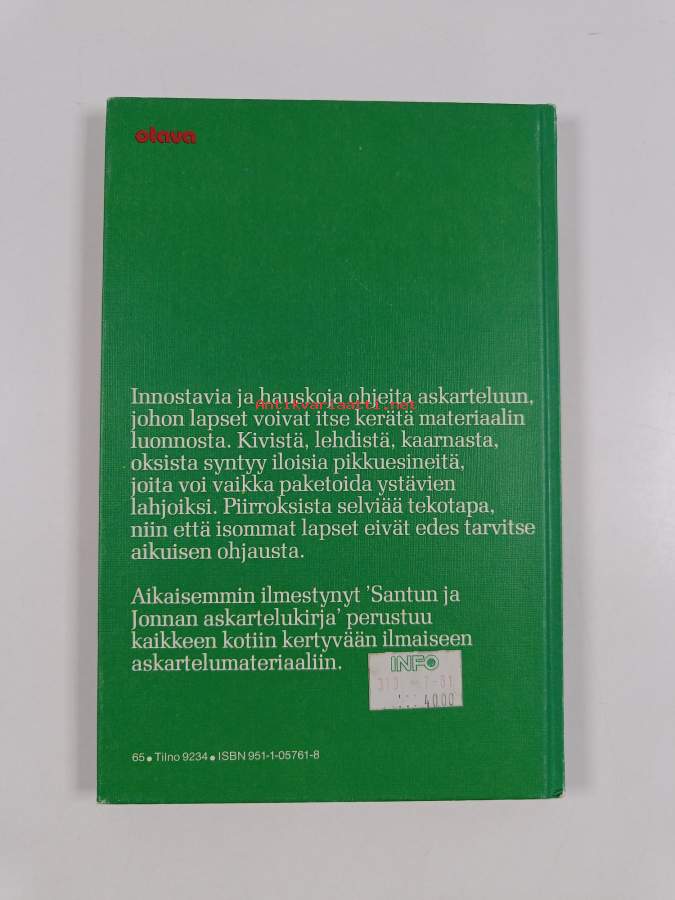 otava
Innostavia ja hauskoja ohjeita askarteluun,
Antikvariaatti.net
johon lapset voivat itse kerätä materiaalin
luonnosta. Kivistä, lehdistä, kaarnasta,
oksista syntyy iloisia pikkuesineitä,
joita voi vaikka paketoida ystävien
lahjoiksi. Piirroksista selviää tekotapa,
niin että isommat lapset eivät edes tarvitse
aikuisen ohjausta.
Aikaisemmin ilmestynyt 'Santun ja
Jonnan askartelukirja' perustuu
kaikkeen kotiin kertyvään ilmaiseen
askartelumateriaaliin.
INFO
4000
65 • Tilno 9234 • ISBN 951-1-05761-8